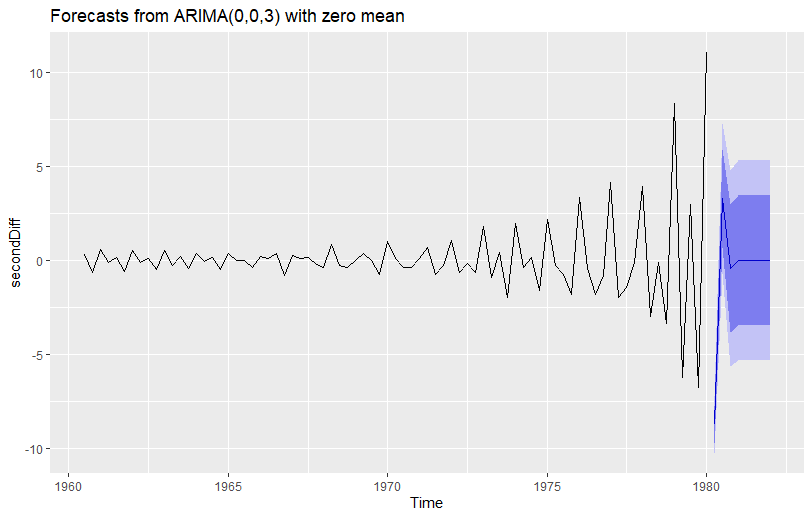 Forecasts from ARIMA(0,0,3) with zero mean
10
5
0
-5
-10
secondDiff
1960 1965 1970 1975 1980
Time